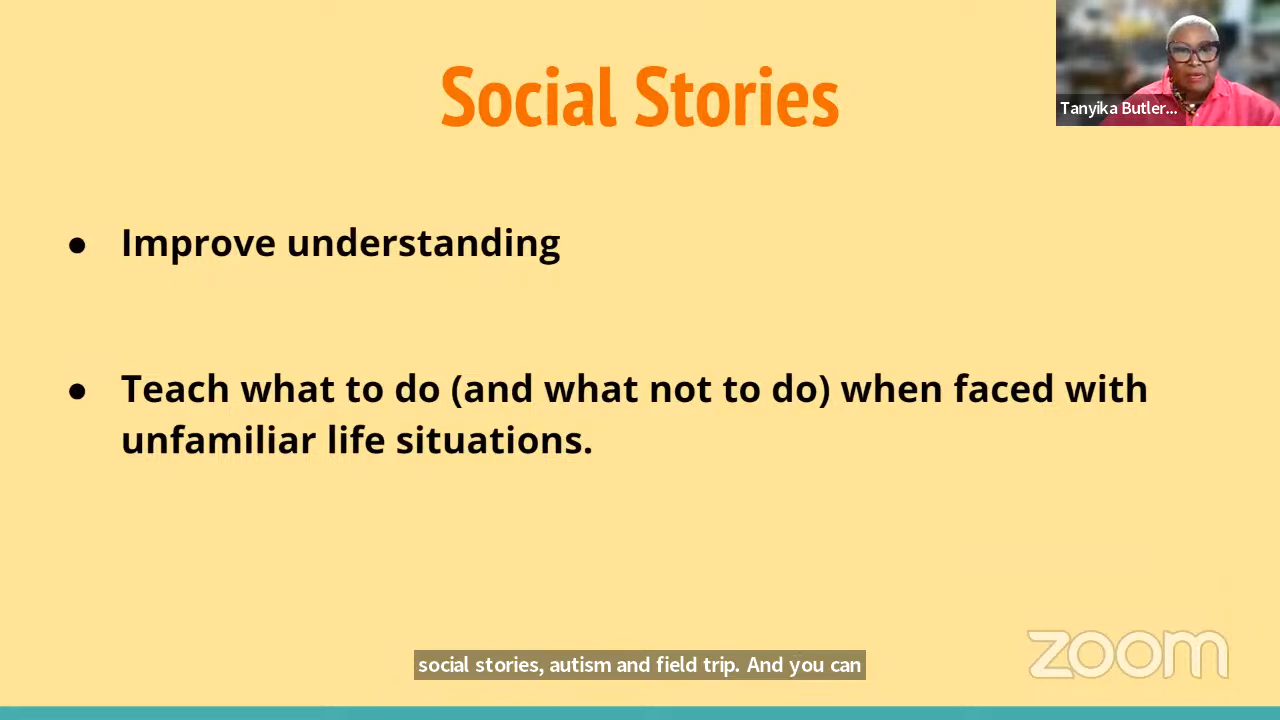 Social Stories
Tanyika Butler...
● Improve understanding
● Teach what to do (and what not to do) when faced with
unfamiliar life situations.
social stories, autism and field trip. And you can
zoom